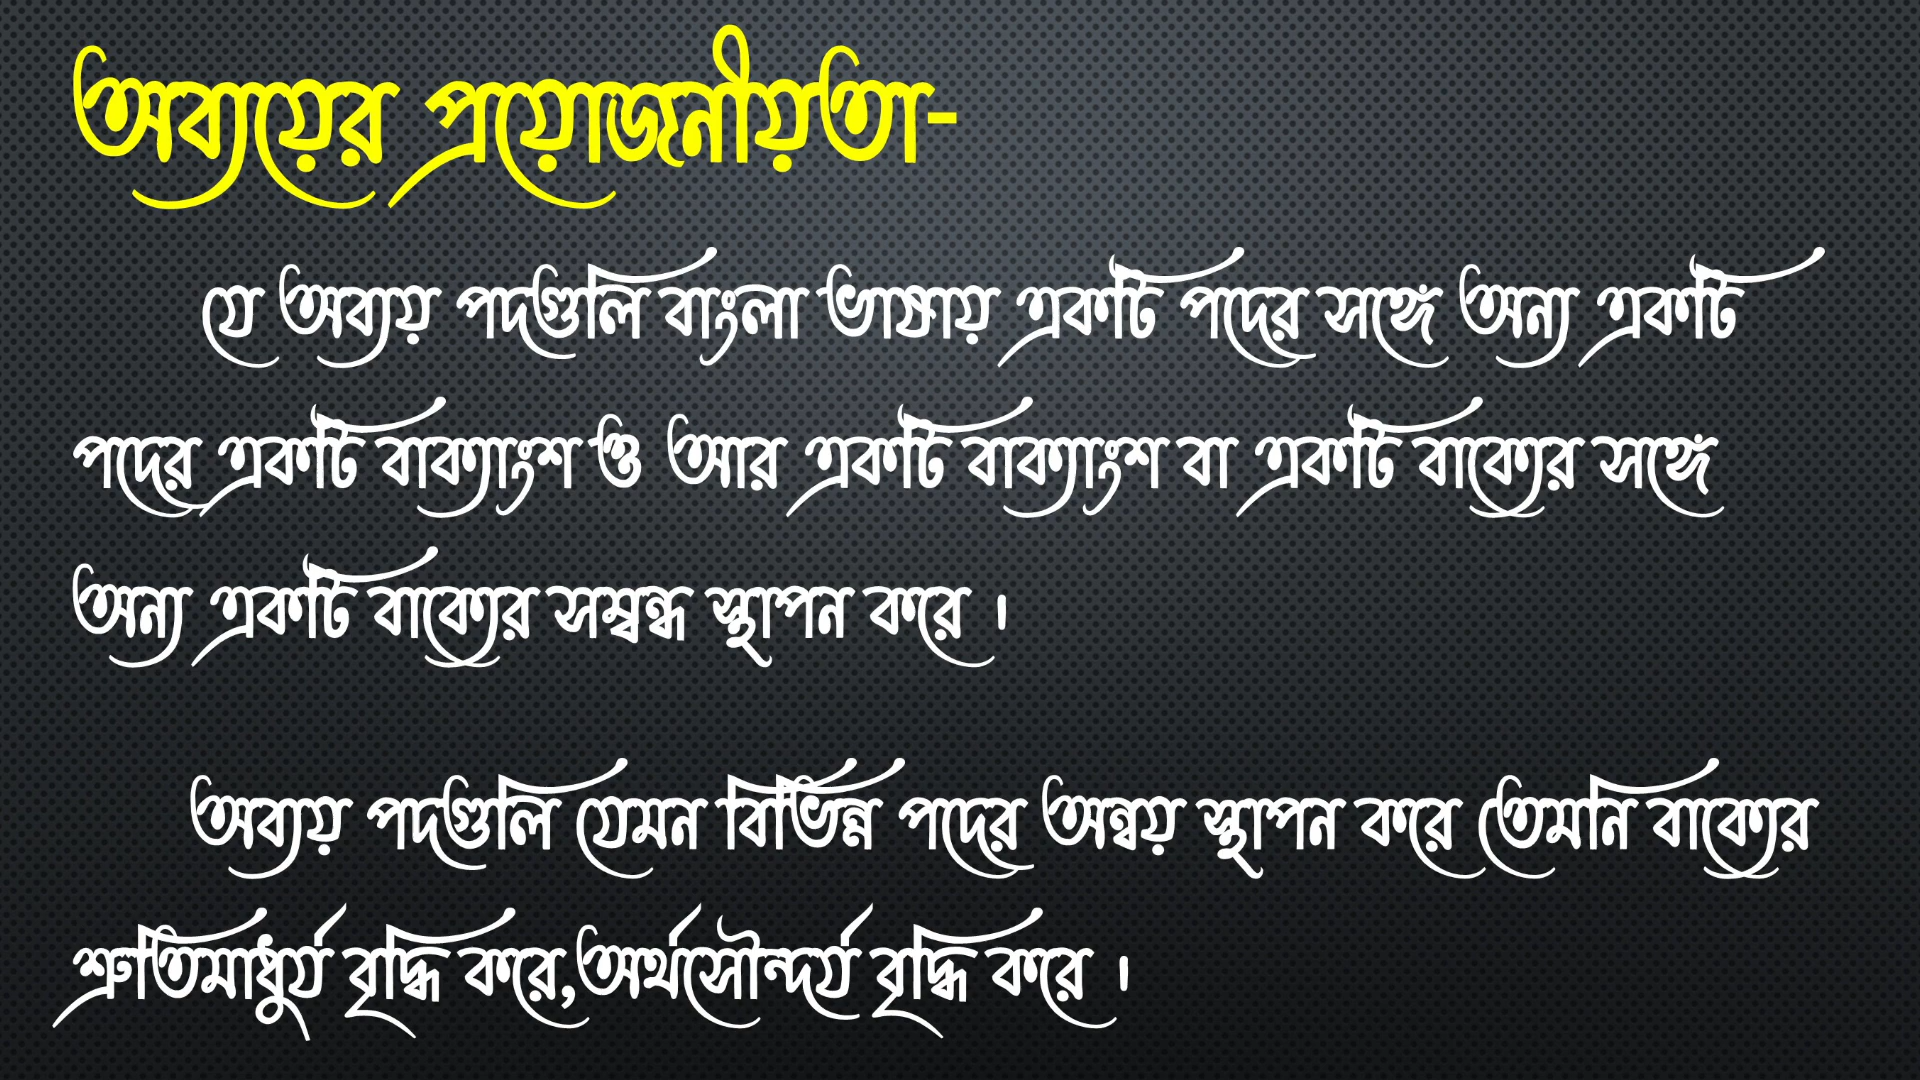 অব্যয়ের প্রয়োজনীয়তা-
যে অব্যয় পদগুলি বাংলা ভাষায় একটি পদের সঙ্গে অন্য একটি
পদের একটি বাক্যাংশ ও আর একটি বাক্যাংশ বা একটি বাক্যের সঙ্গে
অন্য একটি বাক্যের সম্বন্ধ স্থাপন করে ।
অব্যয় পদগুলি যেমন বিভিন্ন পদের অন্বয় স্থাপন করে তেমনি বাক্যের
শ্রুতিমাধুর্য বৃদ্ধি করে,অর্থসৌন্দর্য বৃদ্ধি করে ।